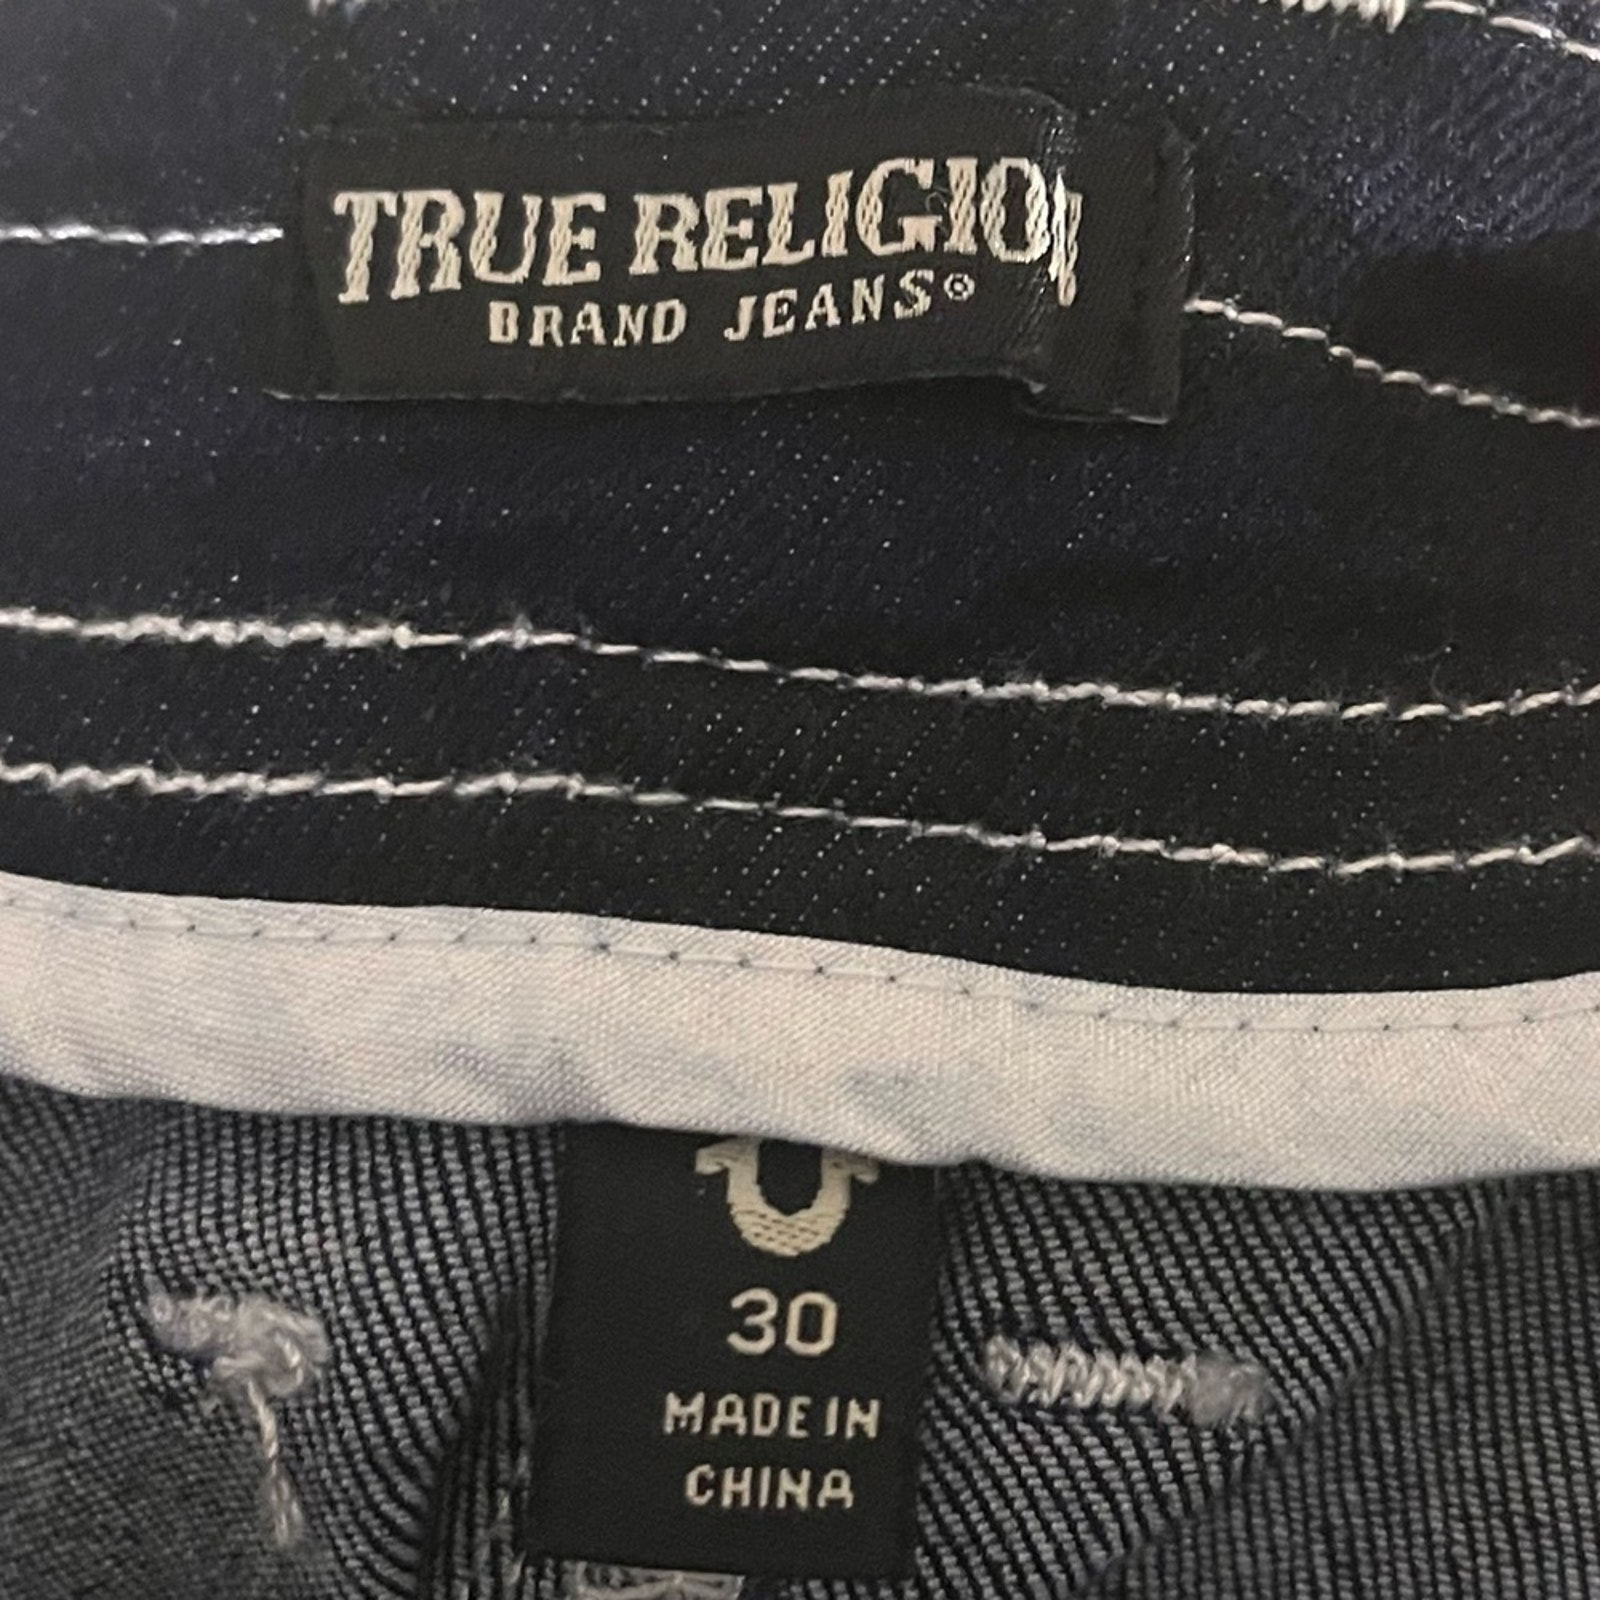 TRUE RELIGION
BRAND JEANS®
30
MADE IN
CHINA